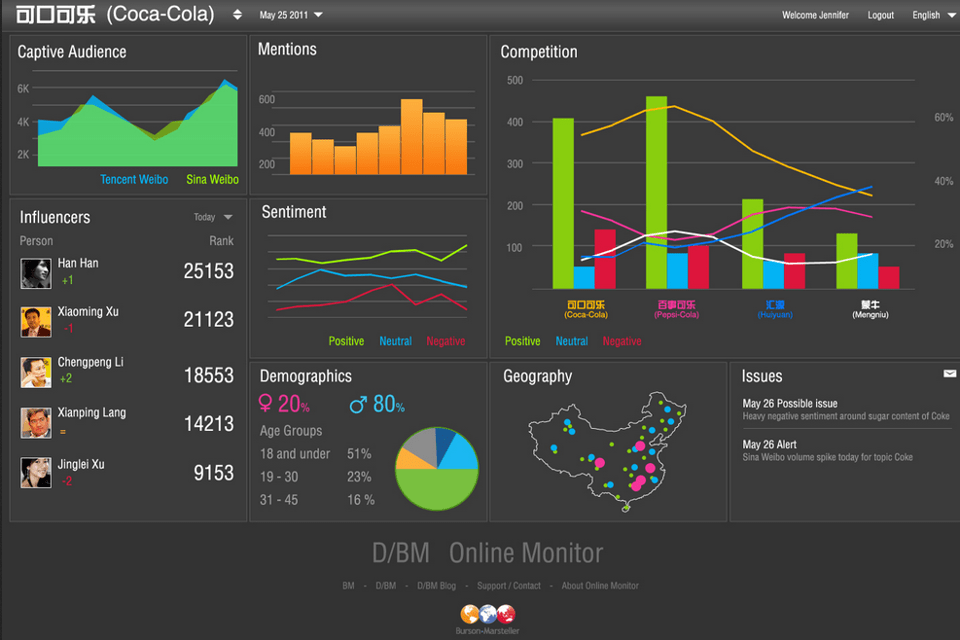 可口可乐 (Coca-Cola)
May 25 2011
Welcome Jennifer
Logout
English
Captive Audience
6K
4K
2K
Tencent Weibo
Sina Weibo
Mentions
600
400
200
Competition
500
400
300
200
100
60%
40%
20%
可口可乐
(Coca-Cola)
百事可乐
(Pepsi-Cola)
汇源
(Huiyuan)
蒙牛
(Mengniu)
Positive
Neutral
Negative
Influencers
Today
Person
Rank
Han Han
+1
25153
Xiaoming Xu
-1
21123
Chengpeng Li
+2
18553
Xianping Lang
=
14213
Jinglei Xu
-2
9153
Sentiment
Positive
Neutral
Negative
Demographics
♀ 20%
♂ 80%
Age Groups
18 and under 51%
19 - 30 23%
31 - 45 16 %
Geography
Issues
May 26 Possible issue
Heavy negative sentiment around sugar content of Coke
May 26 Alert
Sina Weibo volume spike today for topic Coke
D/BM Online Monitor
BM - D/BM - D/BM Blog - Support / Contact - About Online Monitor
Burson•Marsteller